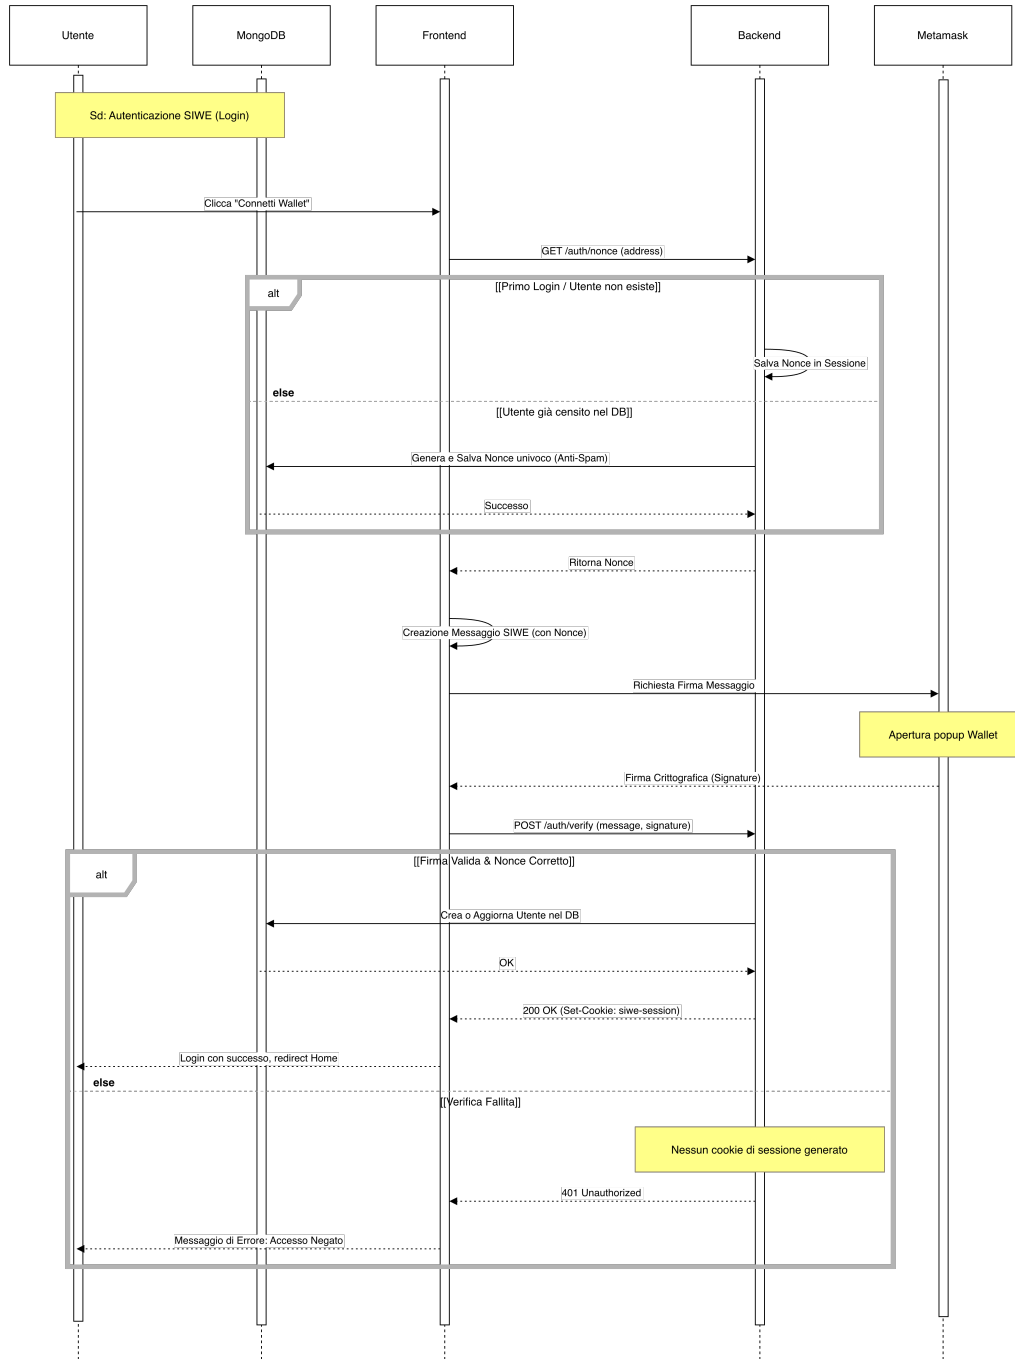 Utente
MongoDB
Frontend
Backend
Metamask
Sd: Autenticazione SIWE (Login)
Clicca "Connetti Wallet"
GET /auth/nonce (address)
alt
[[Primo Login / Utente non esiste]]
Salva Nonce in Sessione
else
[[Utente già censito nel DB]]
Genera e Salva Nonce univoco (Anti-Spam)
Successo
Ritorna Nonce
Creazione Messaggio SIWE (con Nonce)
Richiesta Firma Messaggio
Apertura popup Wallet
Firma Crittografica (Signature)
POST /auth/verify (message, signature)
alt
[[Firma Valida & Nonce Corretto]]
Crea o Aggiorna Utente nel DB
OK
200 OK (Set-Cookie: siwe-session)
Login con successo, redirect Home
else
[[Verifica Fallita]]
Nessun cookie di sessione generato
401 Unauthorized
Messaggio di Errore: Accesso Negato